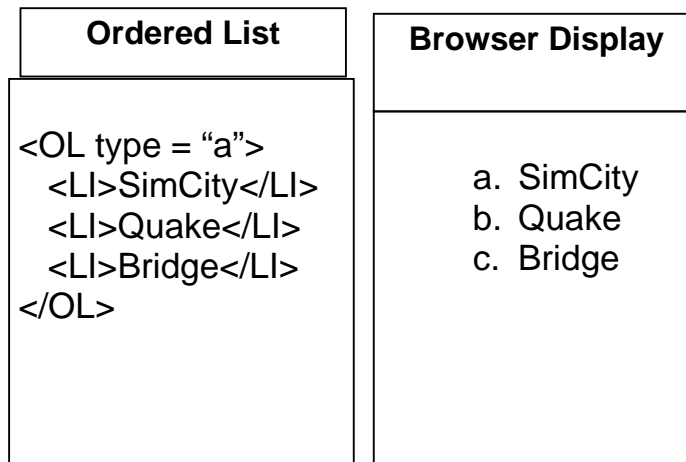 Ordered List
<OL type = “a”>
<LI>SimCity</LI>
<LI>Quake</LI>
<LI>Bridge</LI>
</OL>
Browser Display
a. SimCity
b. Quake
c. Bridge